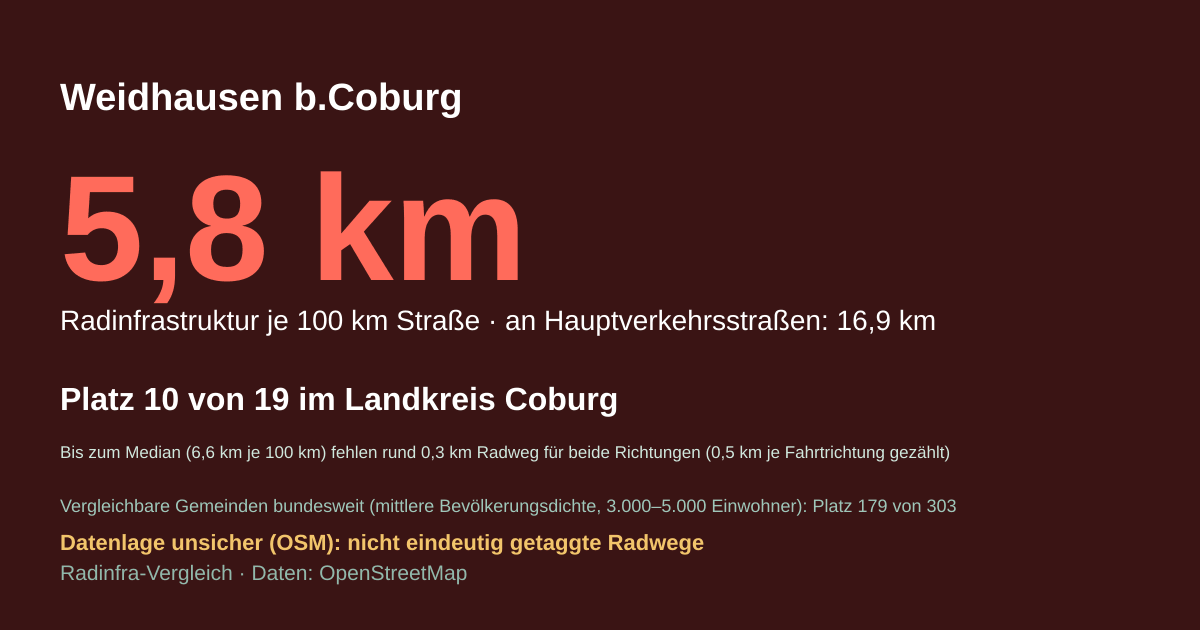 Weidhausen b.Coburg
5,8 km
Radinfrastruktur je 100 km Straße · an Hauptverkehrsstraßen: 16,9 km
Platz 10 von 19 im Landkreis Coburg
Bis zum Median (6,6 km je 100 km) fehlen rund 0,3 km Radweg für beide Richtungen (0,5 km je Fahrtrichtung gezählt)
Vergleichbare Gemeinden bundesweit (mittlere Bevölkerungsdichte, 3.000–5.000 Einwohner): Platz 179 von 303
Datenlage unsicher (OSM): nicht eindeutig getaggte Radwege
Radinfra-Vergleich · Daten: OpenStreetMap